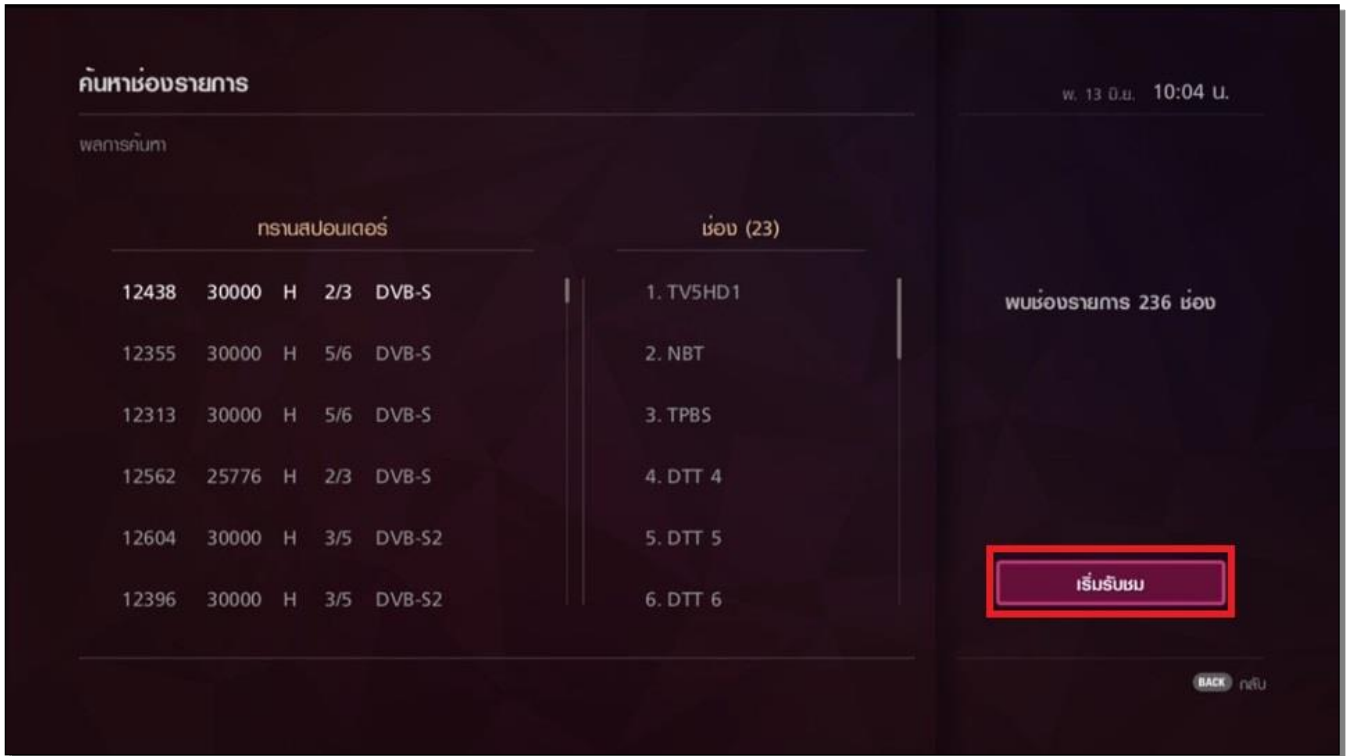 ค้นหาช่องรายการ
พ. 13 มิ.ย. 10:04 น.
ผลการค้นหา
ทรานสปอนเดอร์
12438 30000 H 2/3 DVB-S
12355 30000 H 5/6 DVB-S
12313 30000 H 5/6 DVB-S
12562 25776 H 2/3 DVB-S
12604 30000 H 3/5 DVB-S2
12396 30000 H 3/5 DVB-S2
ช่อง (23)
1. TV5HD1
2. NBT
3. TPBS
4. DTT 4
5. DTT 5
6. DTT 6
พบช่องรายการ 236 ช่อง
เริ่มรับชม
BACK กลับ